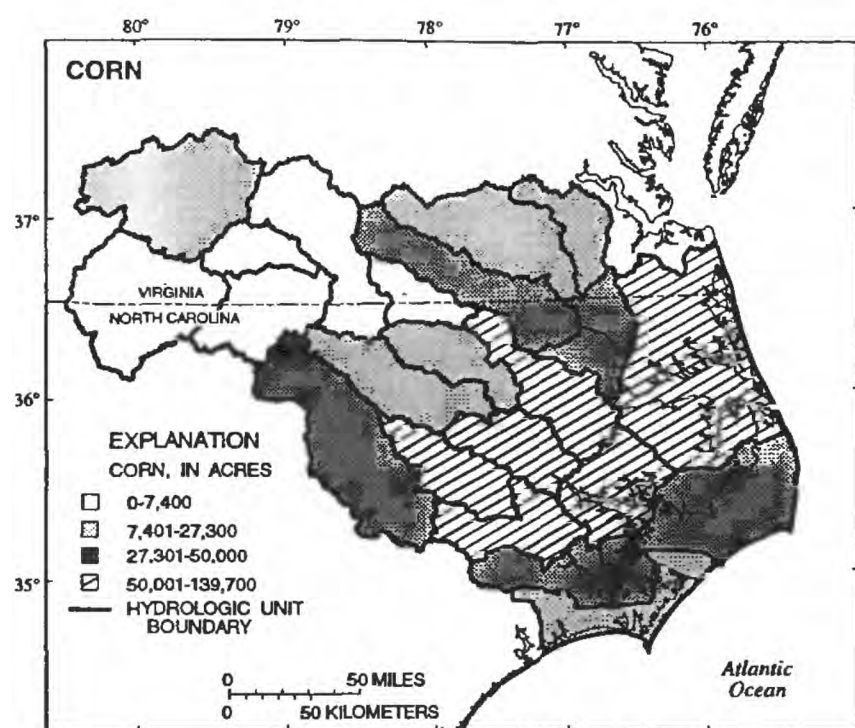 80° 79° 78° 77° 76°
CORN
37°
VIRGINIA
NORTH CAROLINA
36°
EXPLANATION
CORN, IN ACRES
0-7,400
7,401-27,300
27,301-50,000
50,001-139,700
HYDROLOGIC UNIT
BOUNDARY
35°
0 50 MILES
0 50 KILOMETERS
Atlantic
Ocean